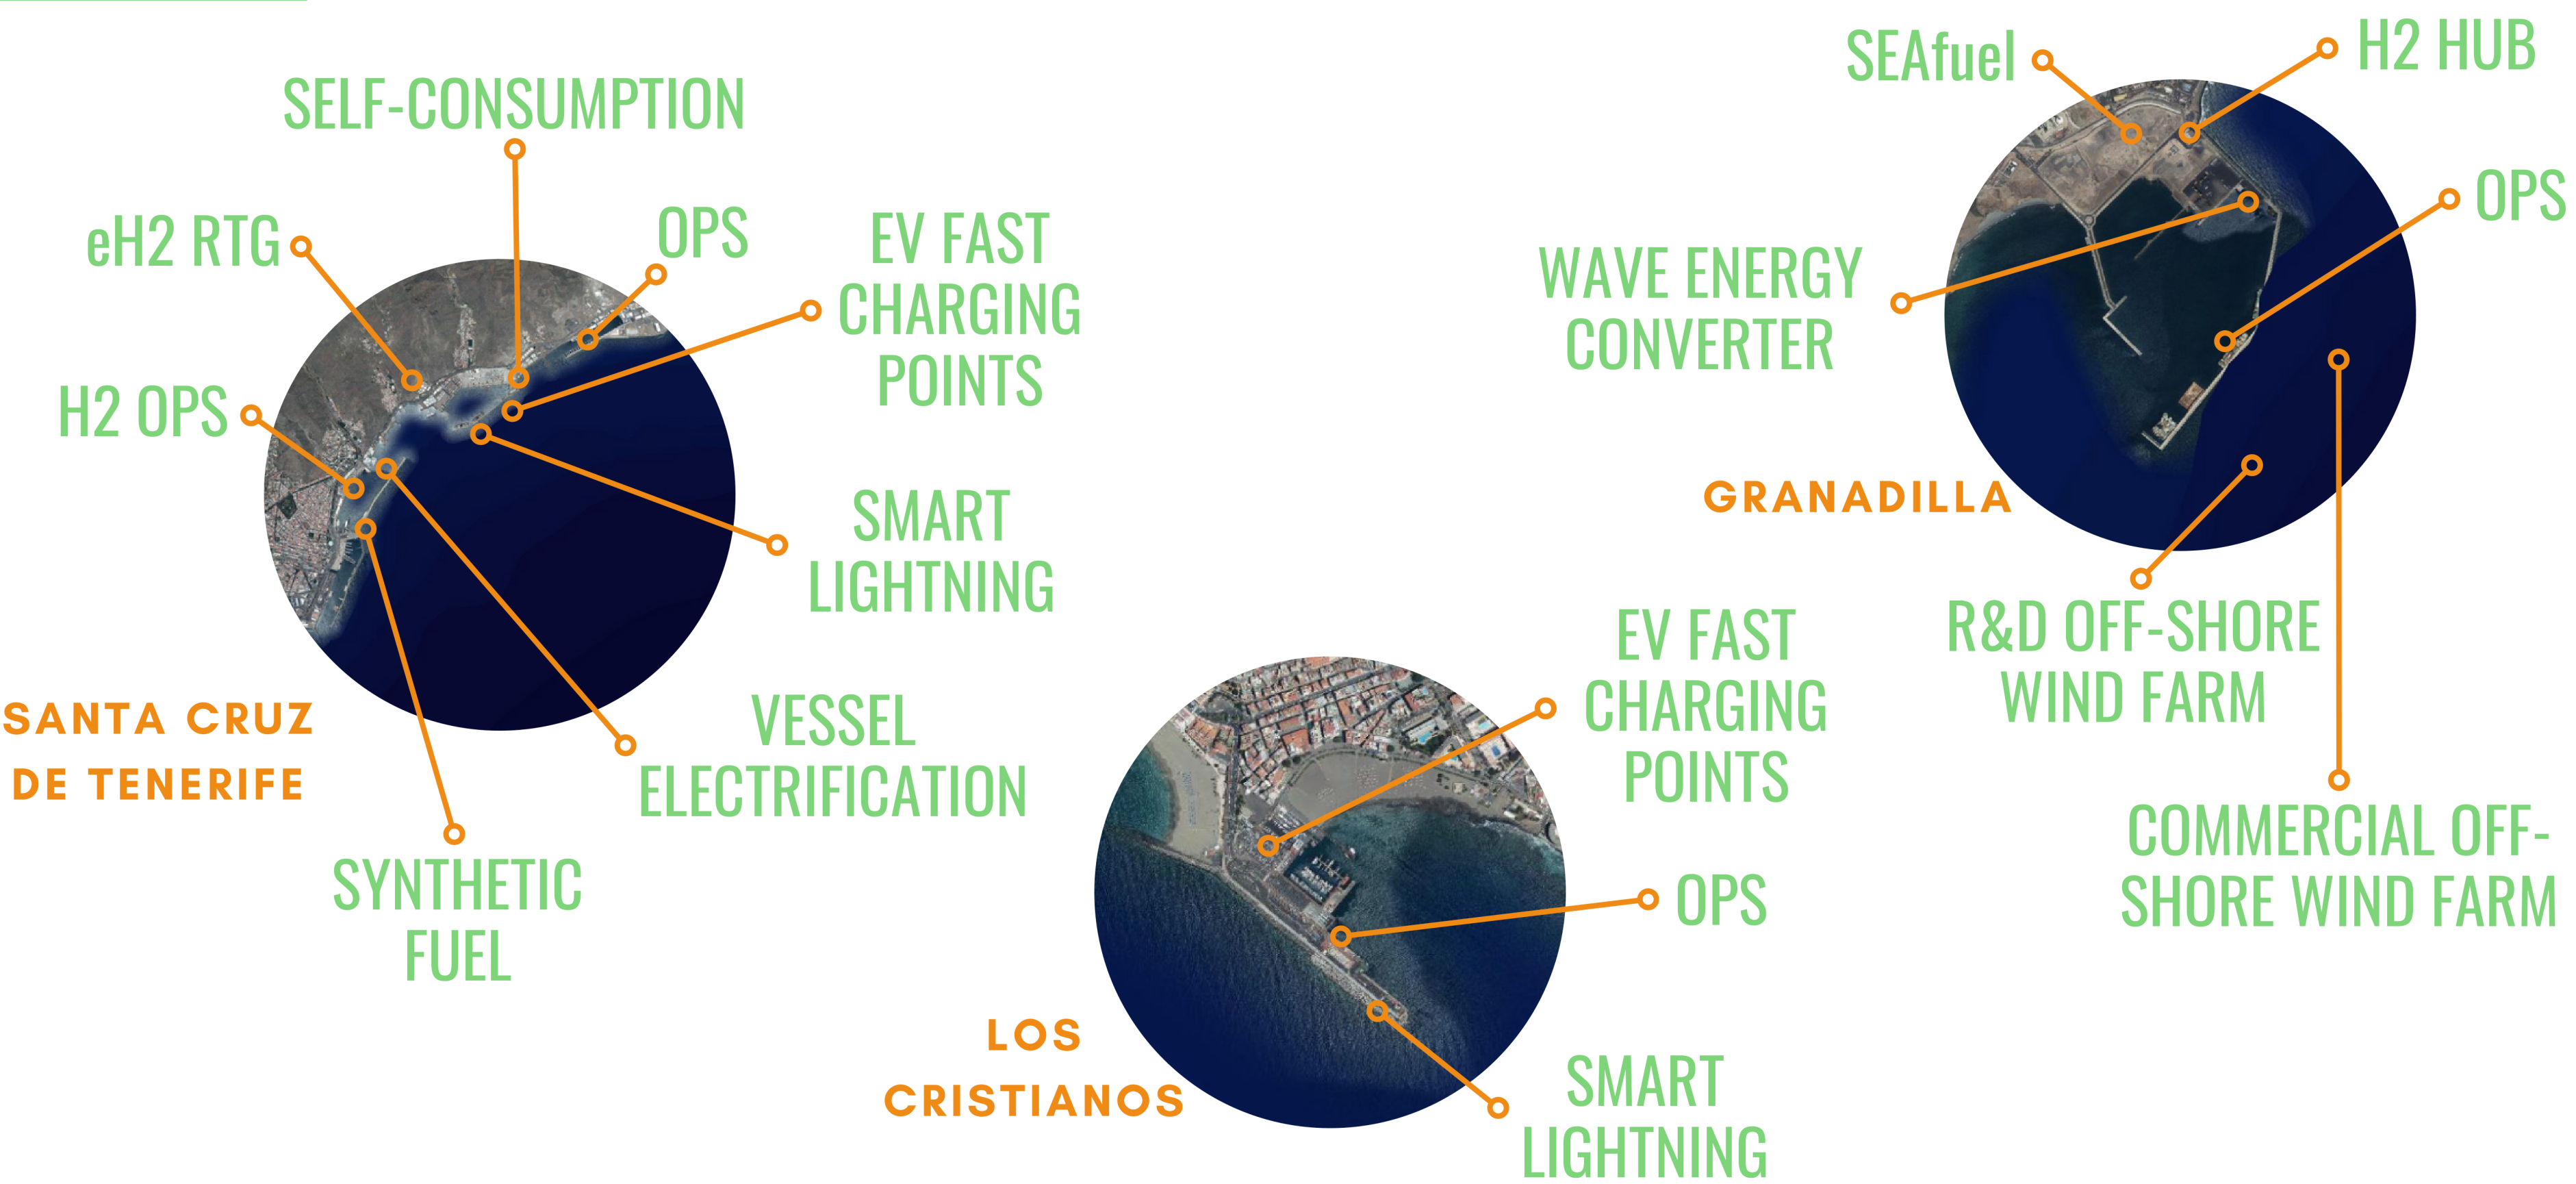 SELF-CONSUMPTION
eH2 RTG
OPS
EV FAST
CHARGING
POINTS
H2 OPS
SMART
LIGHTNING
VESSEL
ELECTRIFICATION
SYNTHETIC
FUEL
SANTA CRUZ
DE TENERIFE
EV FAST
CHARGING
POINTS
OPS
SMART
LIGHTNING
LOS
CRISTIANOS
SEAfuel
H2 HUB
OPS
WAVE ENERGY
CONVERTER
GRANADILLA
R&D OFF-SHORE
WIND FARM
COMMERCIAL OFF-
SHORE WIND FARM